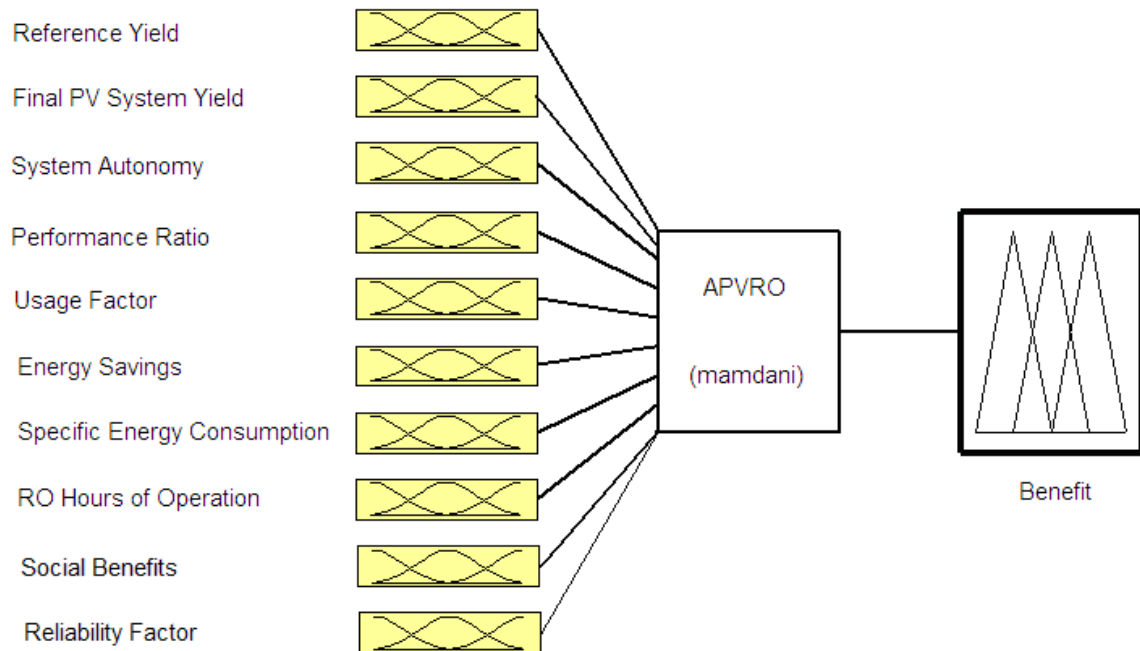 Reference Yield
Final PV System Yield
System Autonomy
Performance Ratio
Usage Factor
Energy Savings
Specific Energy Consumption
RO Hours of Operation
Social Benefits
Reliability Factor
APVRO
(mamdani)
Benefit